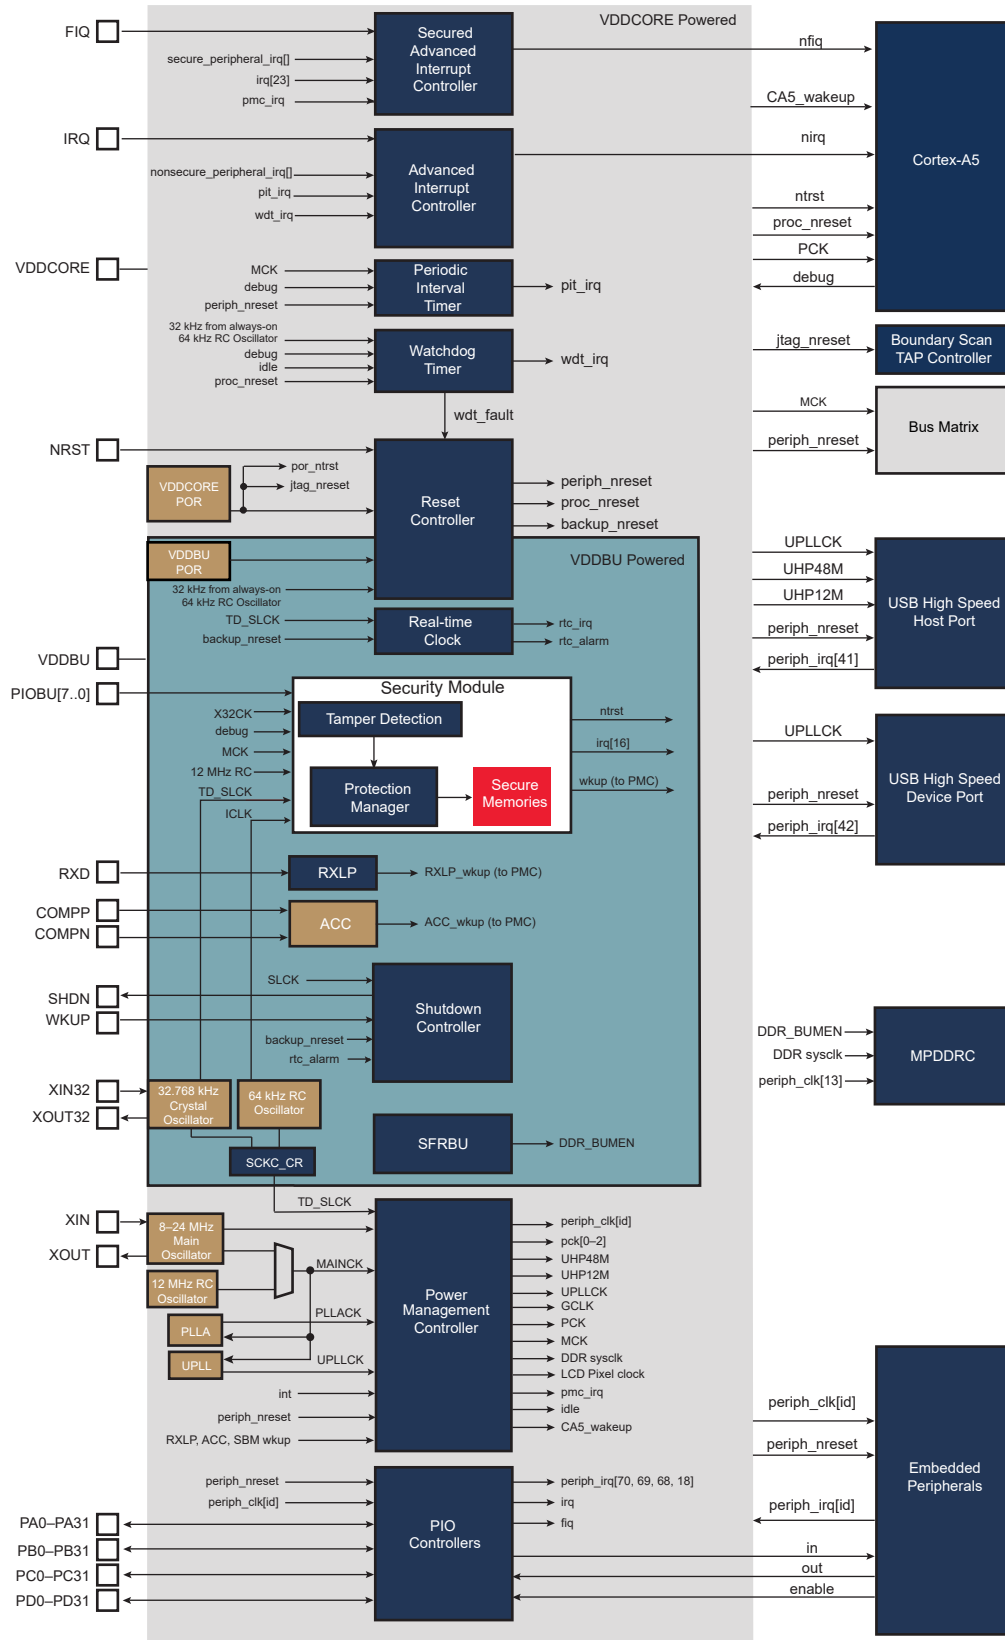 VDDCORE Powered
FIQ
Secured
Advanced
Interrupt
Controller
secure_peripheral_irq[]
irq[23]
pmc_irq
nfiq
CA5_wakeup
IRQ
Advanced
Interrupt
Controller
nonsecure_peripheral_irq[]
pit_irq
wdt_irq
nirq
Cortex-A5
ntrst
proc_nreset
PCK
debug
VDDCORE
MCK
debug
periph_nreset
Periodic
Interval
Timer
pit_irq
32 kHz from always-on
64 kHz RC Oscillator
debug
idle
proc_nreset
Watchdog
Timer
wdt_irq
jtag_nreset
Boundary Scan
TAP Controller
wdt_fault
MCK
periph_nreset
Bus Matrix
NRST
VDDCORE
POR
por_ntrst
jtag_nreset
Reset
Controller
periph_nreset
proc_nreset
backup_nreset
VDDBU Powered
VDDBU
POR
32 kHz from always-on
64 kHz RC Oscillator
UPLLCK
UHP48M
UHP12M
periph_nreset
periph_irq[41]
USB High Speed
Host Port
TD_SLCK
backup_nreset
Real-time
Clock
rtc_irq
rtc_alarm
VDDBU
PIOBU[7..0]
Security Module
X32CK
debug
MCK
12 MHz RC
TD_SLCK
ICLK
Tamper Detection
Protection
Manager
Secure
Memories
ntrst
irq[16]
wkup (to PMC)
UPLLCK
periph_nreset
periph_irq[42]
USB High Speed
Device Port
RXD
RXLP
RXLP_wkup (to PMC)
COMPP
COMPN
ACC
ACC_wkup (to PMC)
SHDN
WKUP
SLCK
backup_nreset
rtc_alarm
Shutdown
Controller
DDR_BUMEN
DDR sysclk
periph_clk[13]
MPDDRC
XIN32
XOUT32
32.768 kHz
Crystal
Oscillator
64 kHz RC
Oscillator
SCKC_CR
SFRBU
DDR_BUMEN
TD_SLCK
XIN
XOUT
8–24 MHz
Main
Oscillator
12 MHz RC
Oscillator
MAINCK
PLLACK
PLLA
UPLL
UPLLCK
int
periph_nreset
RXLP, ACC, SBM wkup
Power
Management
Controller
periph_clk[id]
pck[0–2]
UHP48M
UHP12M
UPLLCK
GCLK
PCK
MCK
DDR sysclk
LCD Pixel clock
pmc_irq
idle
CA5_wakeup
periph_clk[id]
periph_nreset
periph_irq[id]
in
out
enable
Embedded
Peripherals
periph_nreset
periph_clk[id]
PIO
Controllers
periph_irq[70, 69, 68, 18]
irq
fiq
PA0–PA31
PB0–PB31
PC0–PC31
PD0–PD31